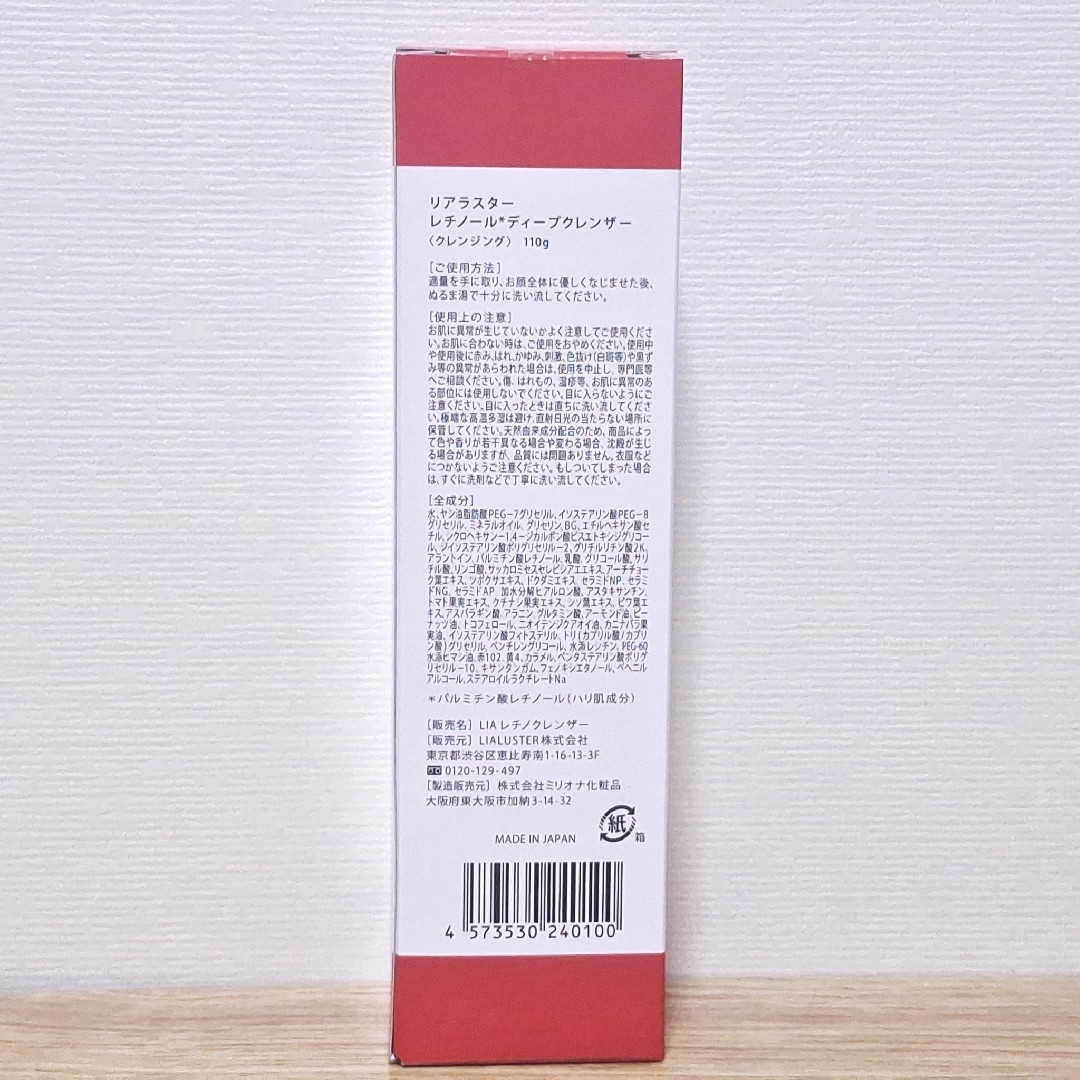 リアラスター
レチノール*ディープクレンザー
〈クレンジング〉 110g
[ご使用方法]
適量を手に取り、お顔全体に優しくなじませた後、
ぬるま湯で十分に洗い流してください。
[使用上の注意]
お肌に異常が生じていないかよく注意してご使用くださ
い。お肌に合わない時は、ご使用をおやめください。使用中
や使用後に赤み、はれ、かゆみ、刺激、色抜け(白斑等)や黒ず
み等の異常があらわれた場合は、使用を中止し、専門医等
へご相談ください。傷、はれもの、湿疹等、お肌に異常のあ
る部位には使用しないでください。目に入らないようにご
注意ください。目に入ったときは直ちに洗い流してくださ
い。極端な高温多湿は避け、直射日光の当たらない場所に
保管してください。天然由来成分配合のため、商品によっ
て色や香りが若干異なる場合や変わる場合、沈殿が生じ
る場合がありますが、品質には問題ありません。衣服など
につかないようご注意ください。もしついてしまった場合
は、すぐに洗剤などで丁寧に洗い流してください。
[全成分]
水、ヤシ油脂肪酸PEG-7グリセリル、イソステアリン酸PEG-8
グリセリル、ミネラルオイル、グリセリン、BG、エチルヘキサン酸セ
チル、シクロヘキサン-1,4-ジカルボン酸ビスエトキシジグリコー
ル、ジイソステアリン酸ポリグリセリル-2、グリチルリチン酸2K、
アラントイン、パルミチン酸レチノール、乳酸、グリコール酸、サリ
チル酸、リンゴ酸、サッカロミセスセレビシアエエキス、アーチチョー
ク葉エキス、ツボクサエキス、ドクダミエキス、セラミドNP、セラミ
ドNG、セラミドAP、加水分解ヒアルロン酸、アスタキサンチン、
トマト果実エキス、クチナシ果実エキス、シソ葉エキス、ビワ葉エ
キス、アスパラギン酸、アラニン、グルタミン酸、アーモンド油、ピー
ナッツ油、トコフェロール、ニオイテンジクアオイ油、カニナバラ果
実油、イソステアリン酸フィトステリル、トリ(カプリル酸/カプリ
ン酸)グリセリル、ペンチレングリコール、水添レシチン、PEG-60
水添ヒマシ油、赤102、黄4、カラメル、ペンタステアリン酸ポリグ
リセリル-10、キサンタンガム、フェノキシエタノール、ベヘニル
アルコール、ステアロイルラクチレートNa
*パルミチン酸レチノール(ハリ肌成分)
[販売名] LIA レチノクレンザー
[販売元] LIALUSTER株式会社
東京都渋谷区恵比寿南1-16-13-3F
0120-129-497
[製造販売元] 株式会社ミリオナ化粧品
大阪府東大阪市加納3-14-32
MADE IN JAPAN
紙
箱
4 573530 240100